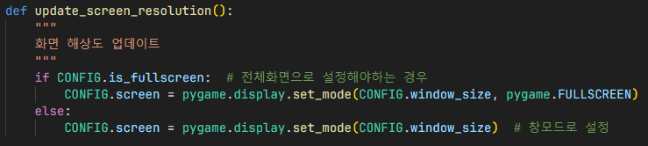 def update_screen_resolution():
    """
    화면 해상도 업데이트
    """
    if CONFIG.is_fullscreen:  # 전체화면으로 설정해야하는 경우
        CONFIG.screen = pygame.display.set_mode(CONFIG.window_size, pygame.FULLSCREEN)
    else:
        CONFIG.screen = pygame.display.set_mode(CONFIG.window_size)  # 창모드로 설정